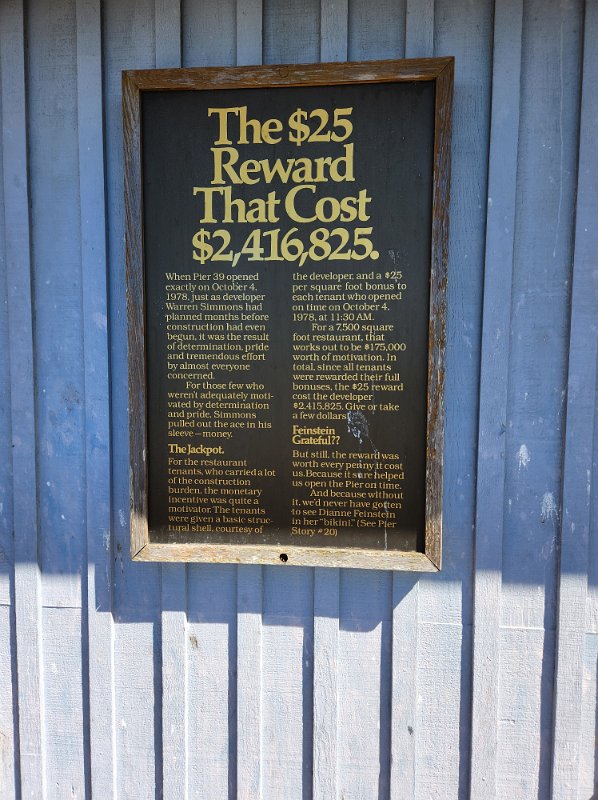 The $25
Reward
That Cost
$2,416,825.
When Pier 39 opened
exactly on October 4,
1978, just as developer
Warren Simmons had
planned months before
construction had even
begun, it was the result
of determination, pride
and tremendous effort
by almost everyone
concerned.
For those few who
weren't adequately moti-
vated by determination
and pride, Simmons
pulled out the ace in his
sleeve—money.
The Jackpot.
For the restaurant
tenants, who carried a lot
of the construction
burden, the monetary
incentive was quite a
motivator. The tenants
were given a basic struc-
tural shell, courtesy of
the developer, and a $25
per square foot bonus to
each tenant who opened
on time on October 4,
1978, at 11:30 AM.
For a 7,500 square
foot restaurant, that
works out to be $175,000
worth of motivation. In
total, since all tenants
were rewarded their full
bonuses, the $25 reward
cost the developer
$2,415,825. Give or take
a few dollars.
Feinstein
Grateful??
But still, the reward was
worth every penny it cost
us. Because it sure helped
us open the Pier on time.
And because without
it, we'd never have gotten
to see Dianne Feinstein
in her "bikini." (See Pier
Story #20)